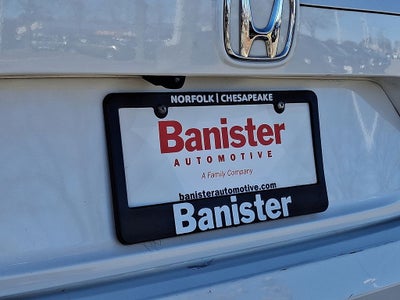 NORFOLK | CHESAPEAKE
Banister
AUTOMOTIVE
A Family Company
banisterautomotive.com
Banister